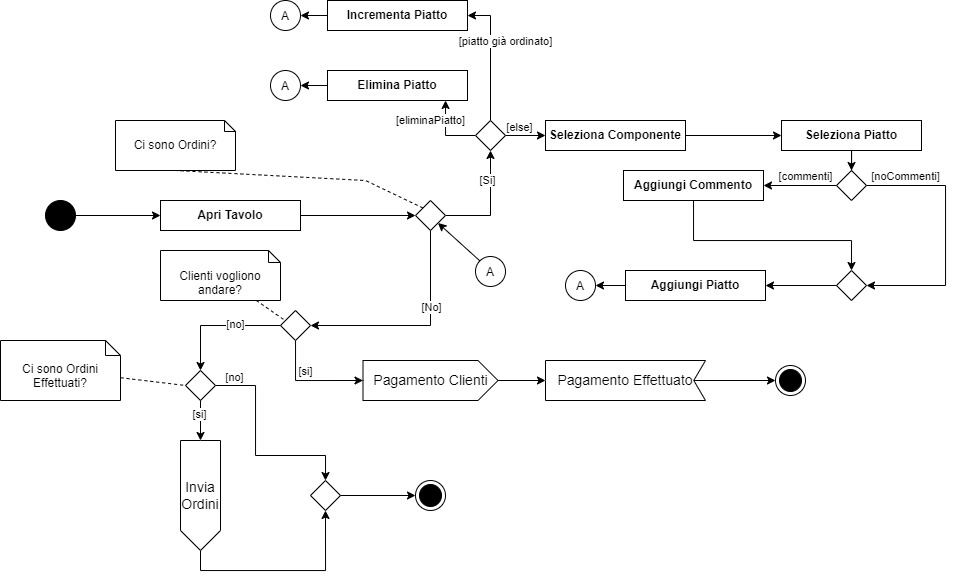 A
Incrementa Piatto
[piatto già ordinato]
A
Elimina Piatto
[eliminaPiatto]
[else]
Seleziona Componente
Seleziona Piatto
Ci sono Ordini?
[Si]
[commenti]
[noCommenti]
Aggiungi Commento
Apri Tavolo
A
Clienti vogliono
andare?
A
Aggiungi Piatto
[No]
[no]
Ci sono Ordini
Effettuati?
[no]
[si]
Pagamento Clienti
Pagamento Effettuato
[si]
Invia
Ordini